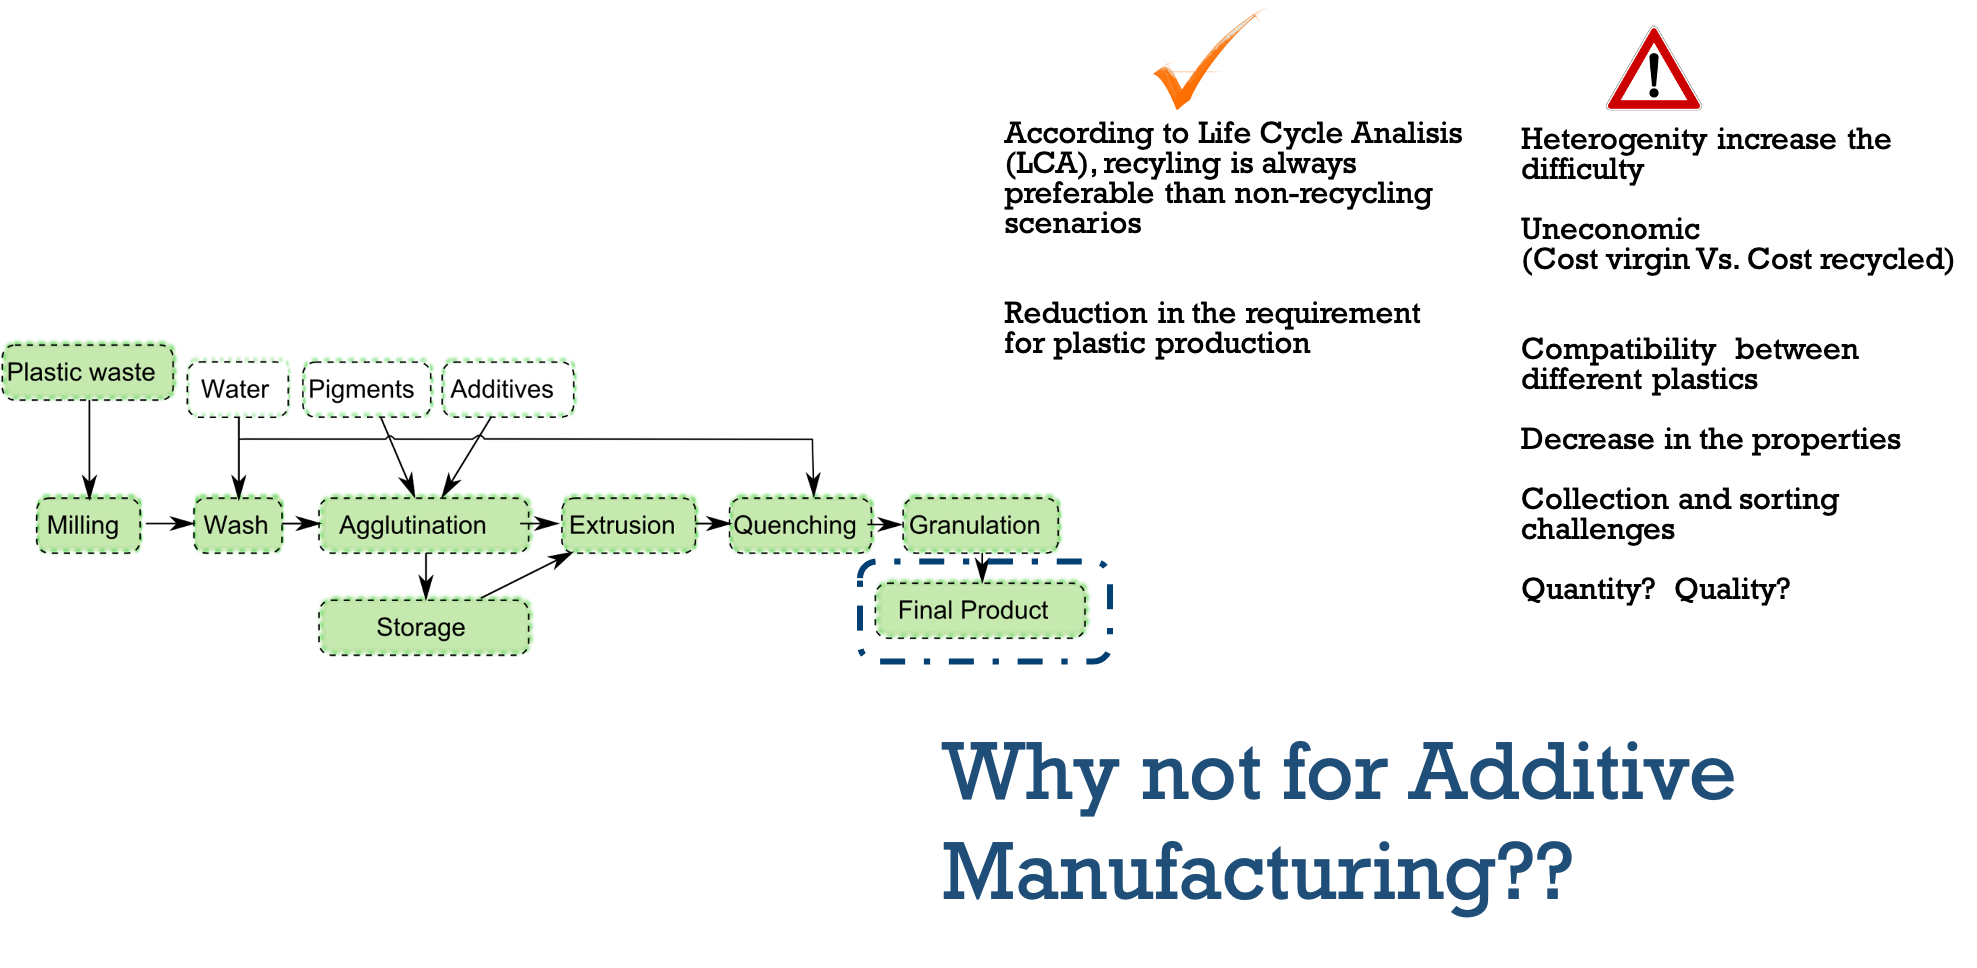 According to Life Cycle Analisis
(LCA), recyling is always
preferable than non-recycling
scenarios
Reduction in the requirement
for plastic production
Heterogenity increase the
difficulty
Uneconomic
(Cost virgin Vs. Cost recycled)
Compatibility between
different plastics
Decrease in the properties
Collection and sorting
challenges
Quantity? Quality?
Plastic waste
Water
Pigments
Additives
Milling
Wash
Agglutination
Extrusion
Quenching
Granulation
Storage
Final Product
Why not for Additive
Manufacturing??